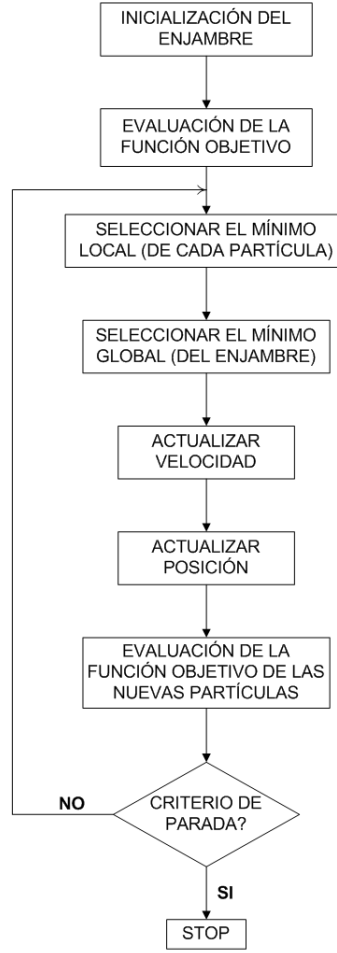 INICIALIZACIÓN DEL
ENJAMBRE
EVALUACIÓN DE LA
FUNCIÓN OBJETIVO
SELECCIONAR EL MÍNIMO
LOCAL (DE CADA PARTÍCULA)
SELECCIONAR EL MÍNIMO
GLOBAL (DEL ENJAMBRE)
ACTUALIZAR
VELOCIDAD
ACTUALIZAR
POSICIÓN
EVALUACIÓN DE LA
FUNCIÓN OBJETIVO DE LAS
NUEVAS PARTÍCULAS
CRITERIO DE
PARADA?
NO
SI
STOP